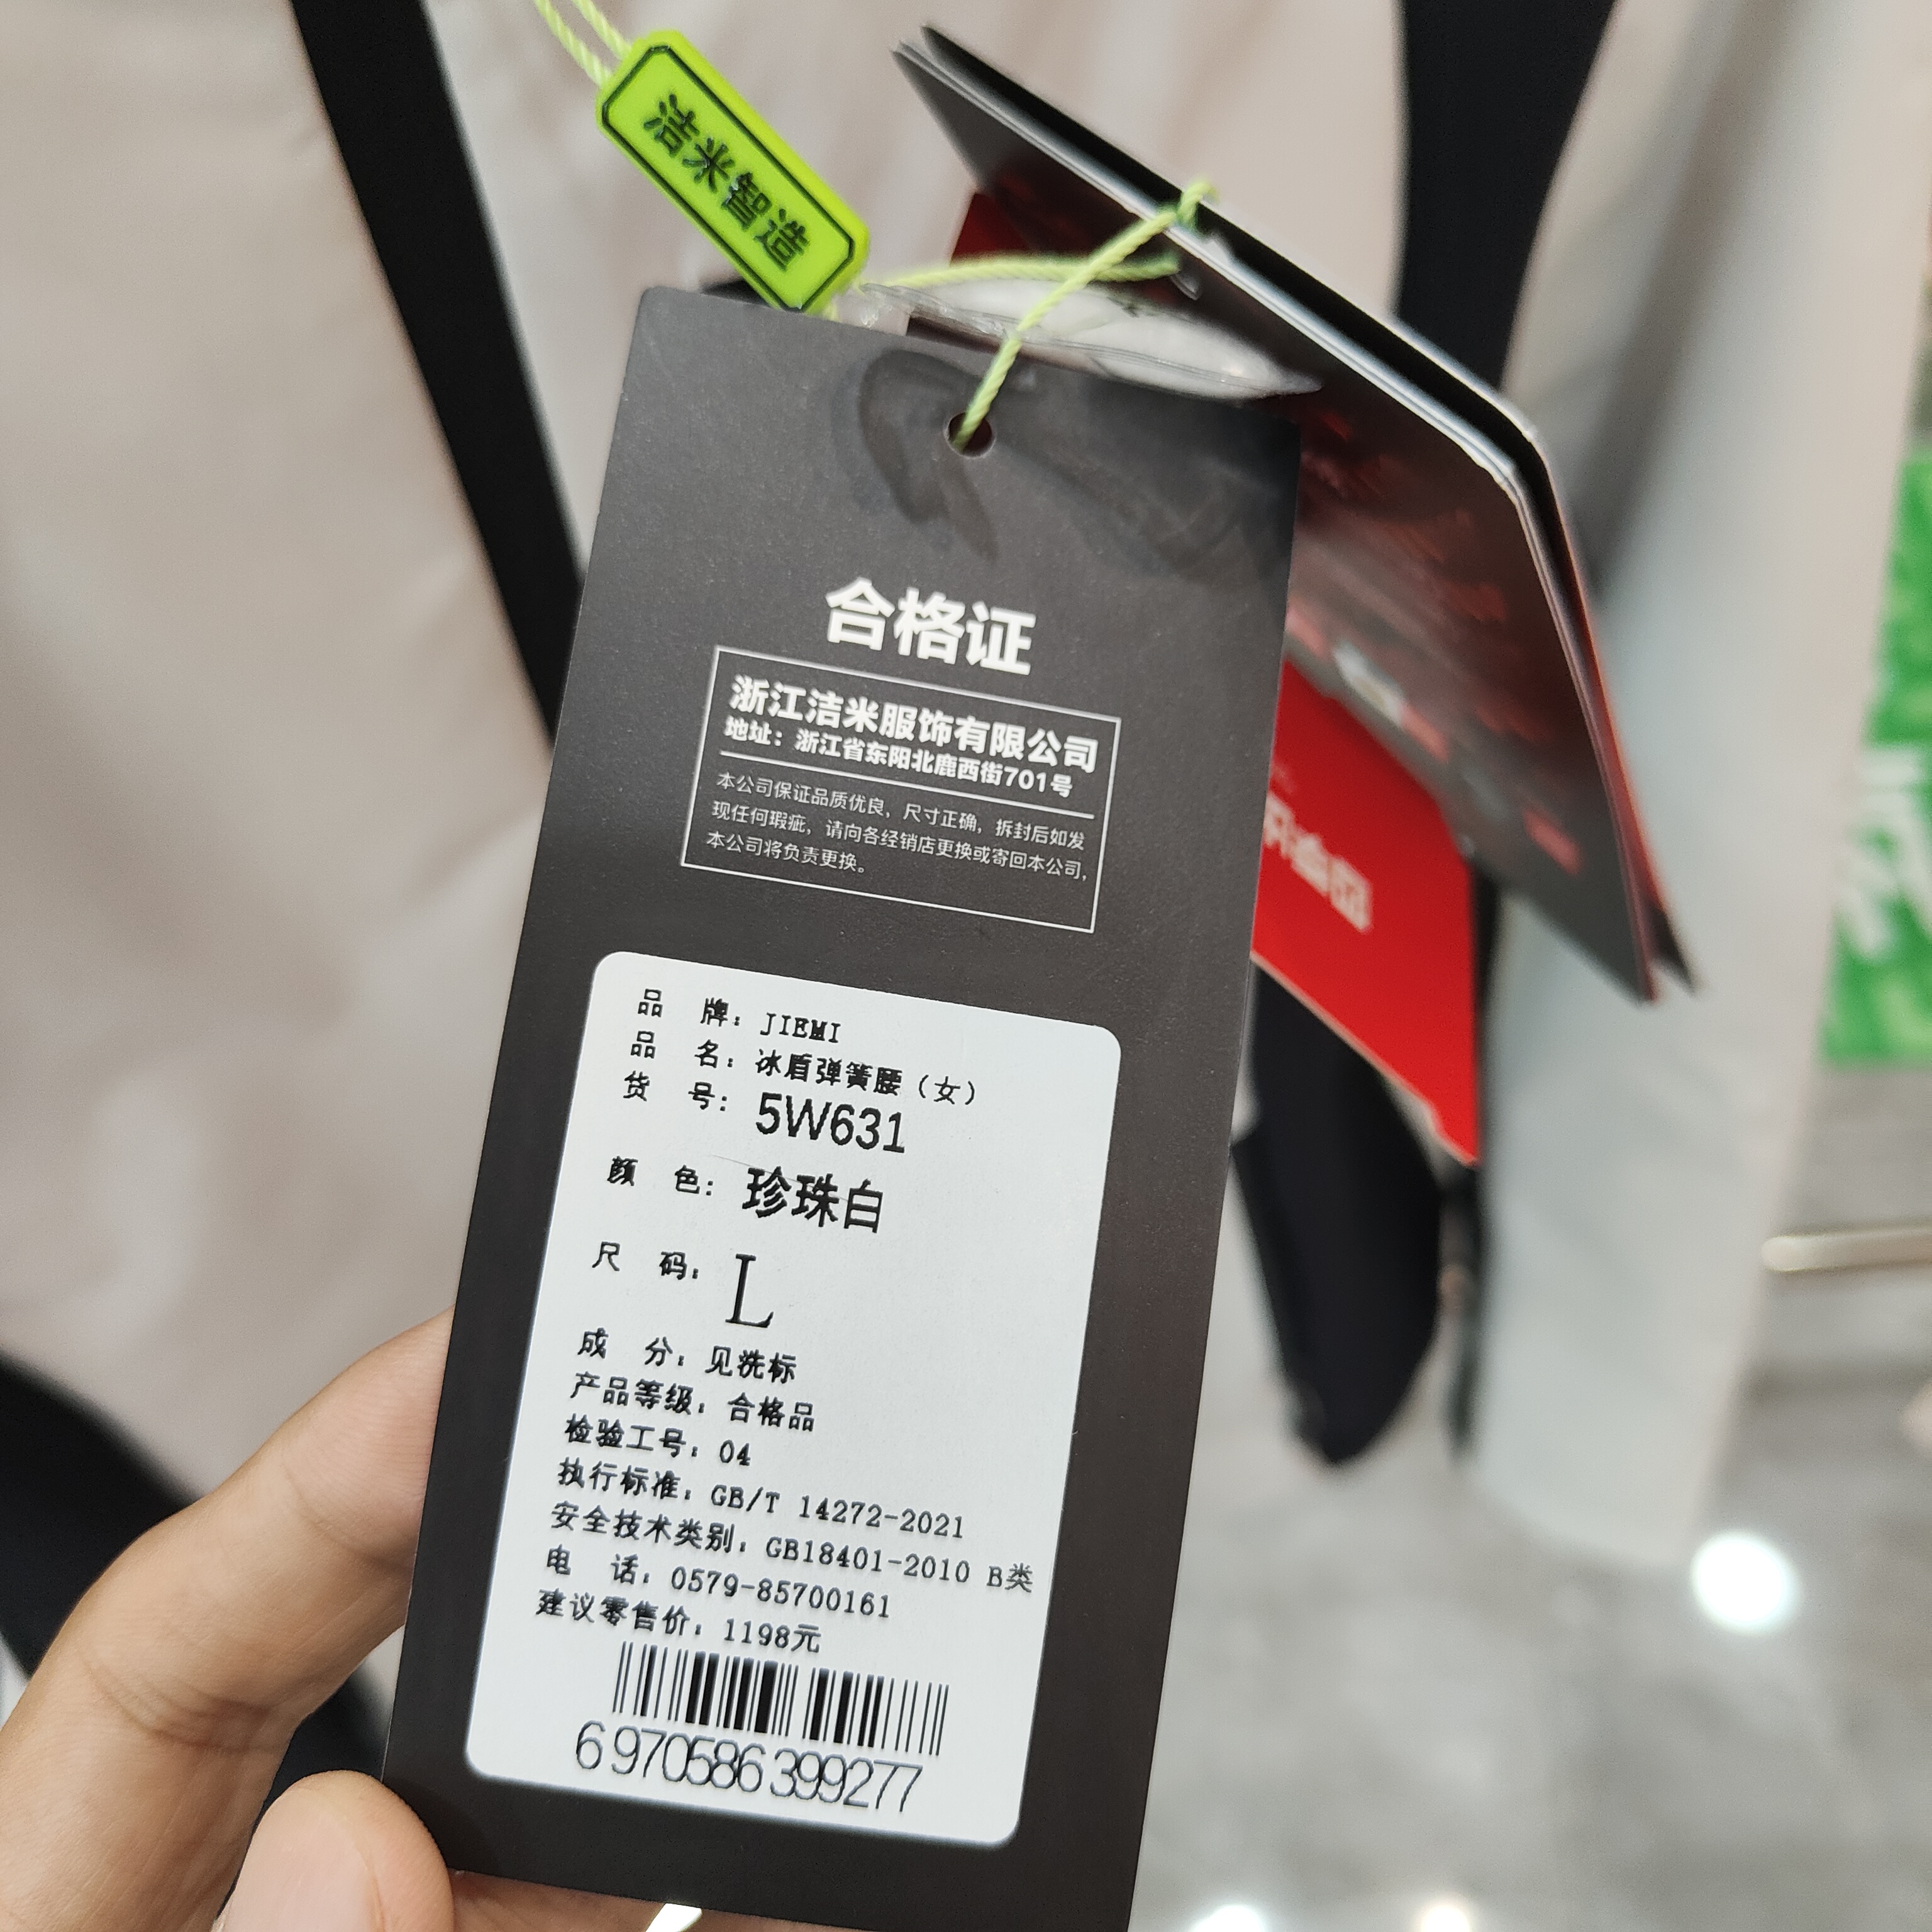 洁米智造
合格证
浙江洁米服饰有限公司
地址：浙江省东阳北鹿西街701号
本公司保证品质优良，尺寸正确，拆封后如发
现任何瑕疵，请向各经销店更换或寄回本公司，
本公司将负责更换。
品 牌：JIEMI
品 名：冰盾弹簧腰（女）
货 号：5W631
颜 色：珍珠白
尺 码：L
成 分：见洗标
产品等级：合格品
检验工号：04
执行标准：GB/T 14272-2021
安全技术类别：GB18401-2010 B类
电 话：0579-85700161
建议零售价：1198元
6 970586 399277